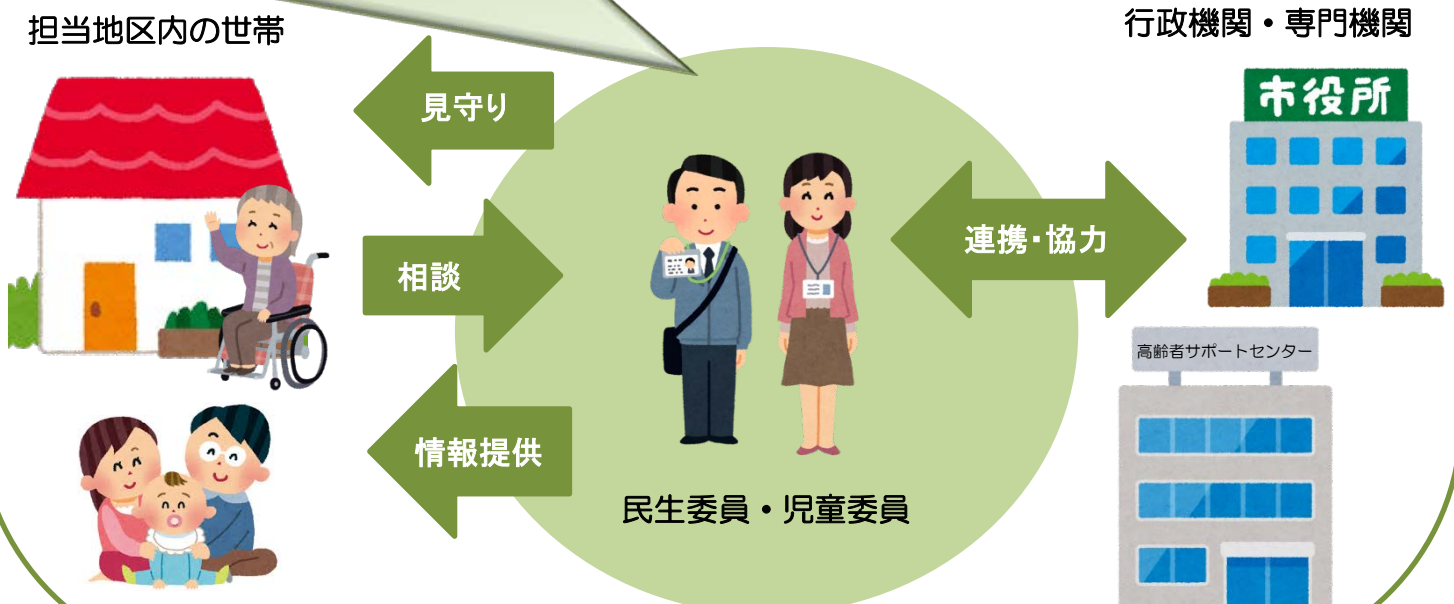 担当地区内の世帯
行政機関・専門機関
見守り
市役所
相談
連携・協力
高齢者サポートセンター
情報提供
民生委員・児童委員